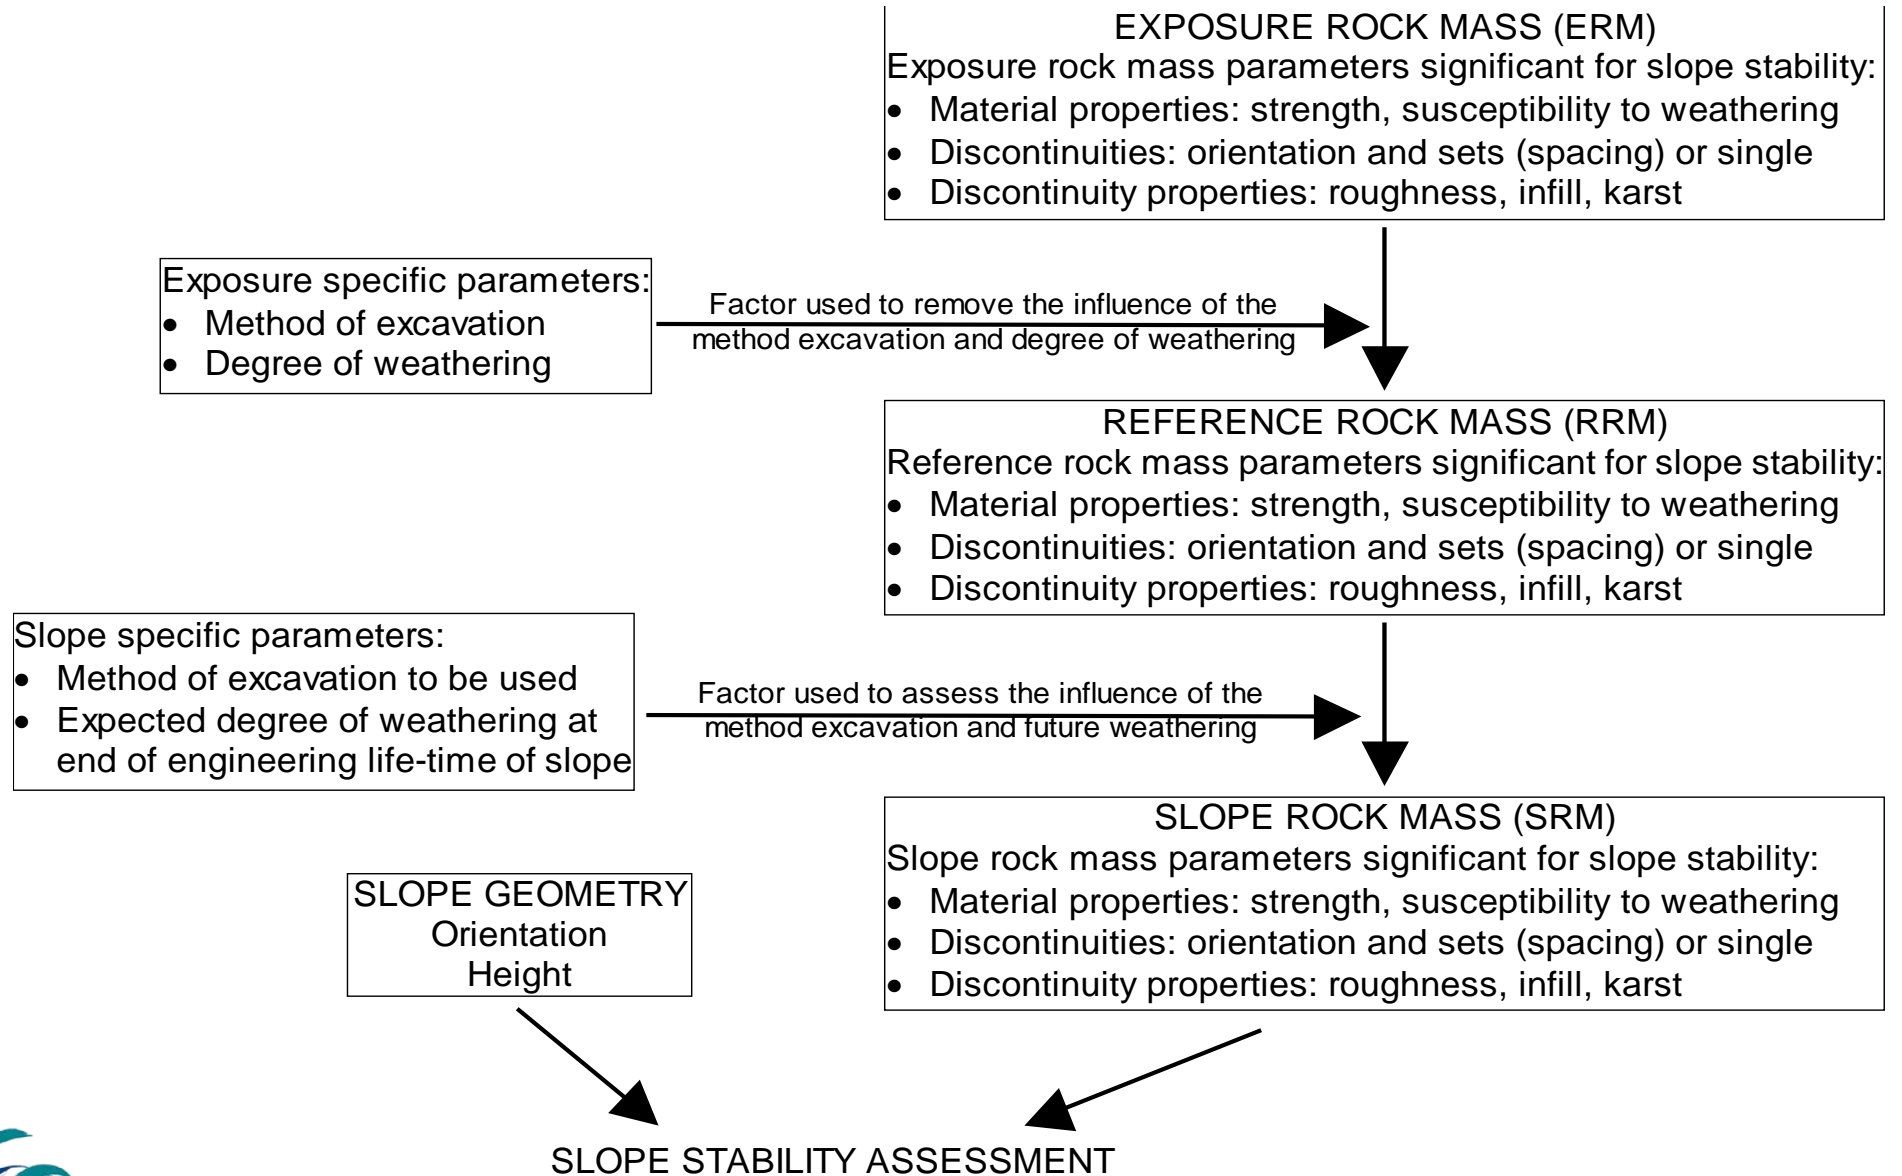 EXPOSURE ROCK MASS (ERM)
Exposure rock mass parameters significant for slope stability:
• Material properties: strength, susceptibility to weathering
• Discontinuities: orientation and sets (spacing) or single
• Discontinuity properties: roughness, infill, karst
Exposure specific parameters:
• Method of excavation
• Degree of weathering
Factor used to remove the influence of the
method excavation and degree of weathering
REFERENCE ROCK MASS (RRM)
Reference rock mass parameters significant for slope stability:
• Material properties: strength, susceptibility to weathering
• Discontinuities: orientation and sets (spacing) or single
• Discontinuity properties: roughness, infill, karst
Slope specific parameters:
• Method of excavation to be used
• Expected degree of weathering at
end of engineering life-time of slope
Factor used to assess the influence of the
method excavation and future weathering
SLOPE ROCK MASS (SRM)
Slope rock mass parameters significant for slope stability:
• Material properties: strength, susceptibility to weathering
• Discontinuities: orientation and sets (spacing) or single
• Discontinuity properties: roughness, infill, karst
SLOPE GEOMETRY
Orientation
Height
SLOPE STABILITY ASSESSMENT